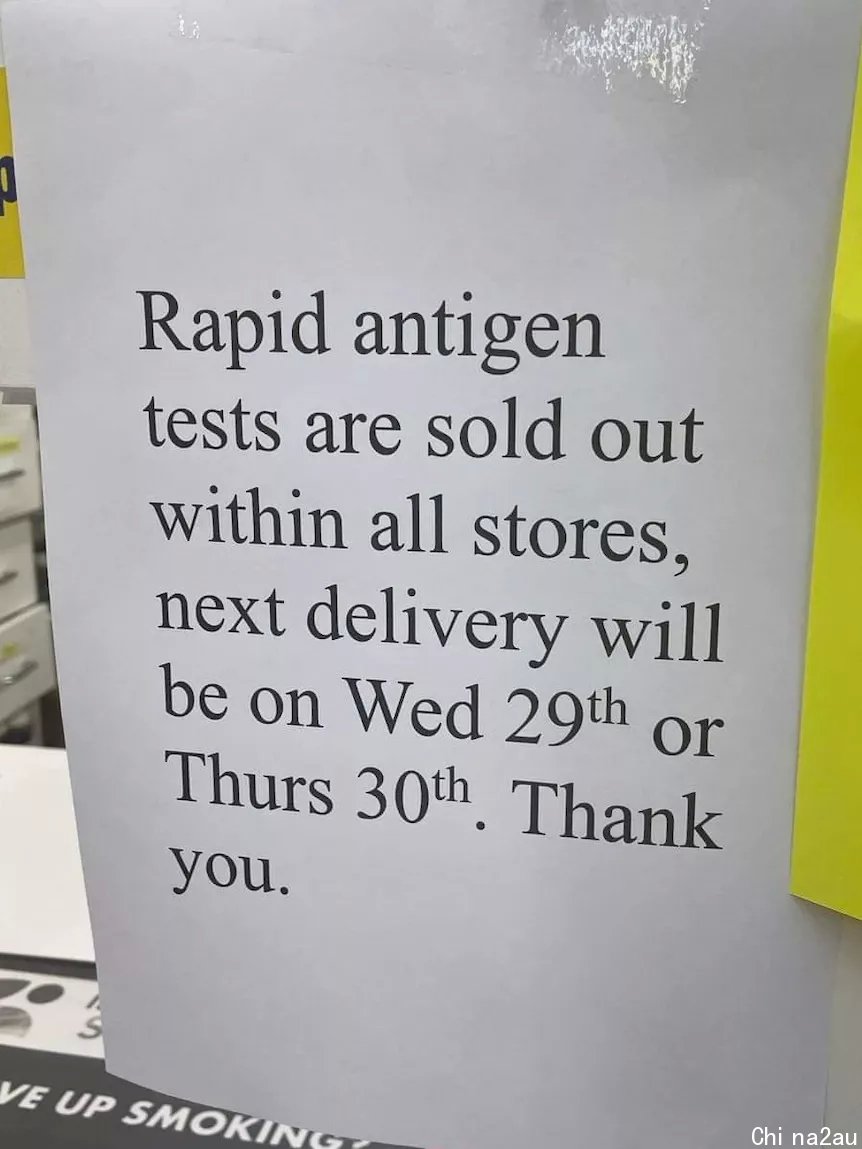 Rapid antigen
tests are sold out
within all stores,
next delivery will
be on Wed 29th or
Thurs 30th. Thank
you.
VE UP SMOKING?
Chi na2au